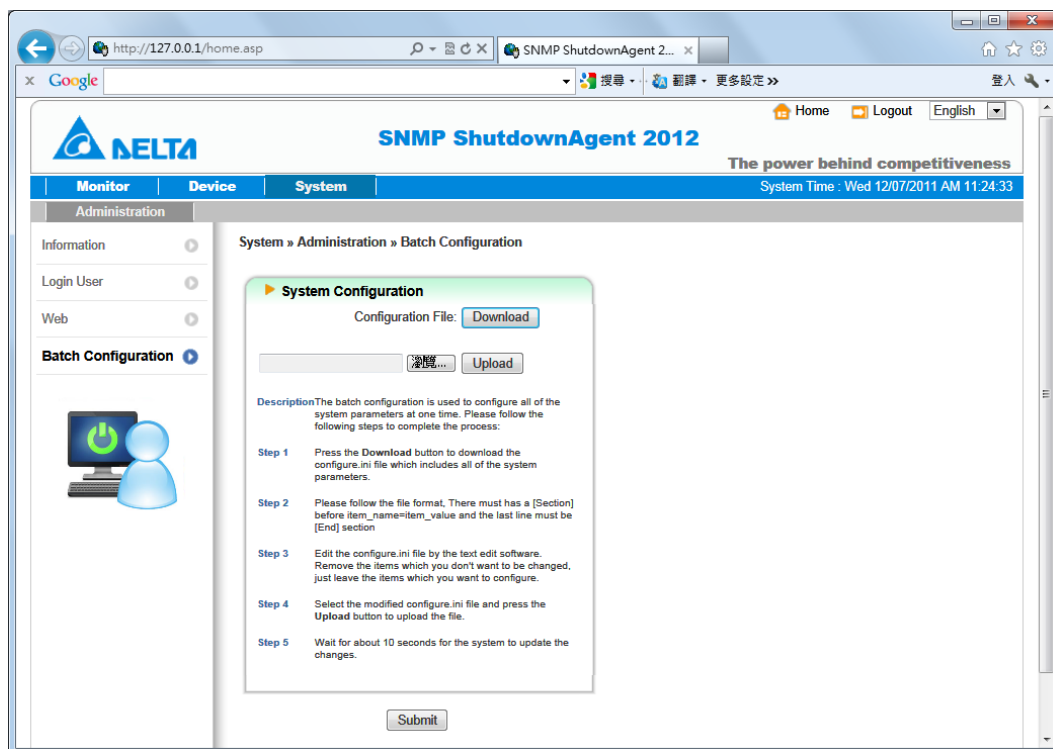 http://127.0.0.1/home.asp
SNMP ShutdownAgent 2...
Google
搜尋
翻譯
更多設定 >>
登入
Home
Logout
English
DELTA
SNMP ShutdownAgent 2012
The power behind competitiveness
Monitor
Device
System
System Time : Wed 12/07/2011 AM 11:24:33
Administration
Information
Login User
Web
Batch Configuration
System » Administration » Batch Configuration
System Configuration
Configuration File:
Download
瀏覽...
Upload
Description
The batch configuration is used to configure all of the
system parameters at one time. Please follow the
following steps to complete the process:
Step 1
Press the Download button to download the
configure.ini file which includes all of the system
parameters.
Step 2
Please follow the file format, There must has a [Section]
before item_name=item_value and the last line must be
[End] section
Step 3
Edit the configure.ini file by the text edit software.
Remove the items which you don't want to be changed,
just leave the items which you want to configure.
Step 4
Select the modified configure.ini file and press the
Upload button to upload the file.
Step 5
Wait for about 10 seconds for the system to update the
changes.
Submit